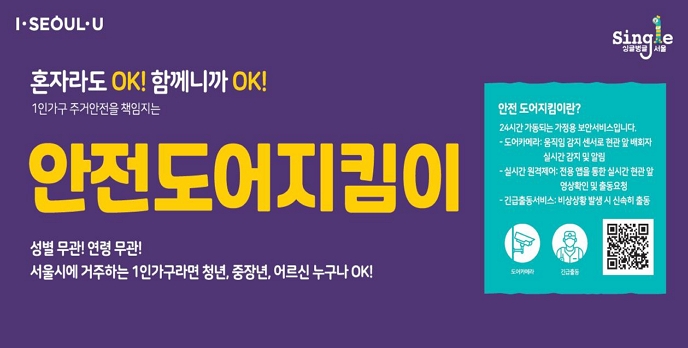 I·SEOUL·U
Single
싱글벙글 서울
혼자라도 OK! 함께니까 OK!
1인가구 주거안전을 책임지는
안전도어지킴이
성별 무관! 연령 무관!
서울시에 거주하는 1인가구라면 청년, 중장년, 어르신 누구나 OK!
안전 도어지킴이란?
24시간 가동되는 가정용 보안서비스입니다.
- 도어카메라: 움직임 감지 센서로 현관 앞 배회자
실시간 감지 및 알림
- 실시간 원격제어: 전용 앱을 통한 실시간 현관 앞
영상확인 및 출동요청
- 긴급출동서비스: 비상상황 발생 시 신속히 출동
도어카메라
긴급출동